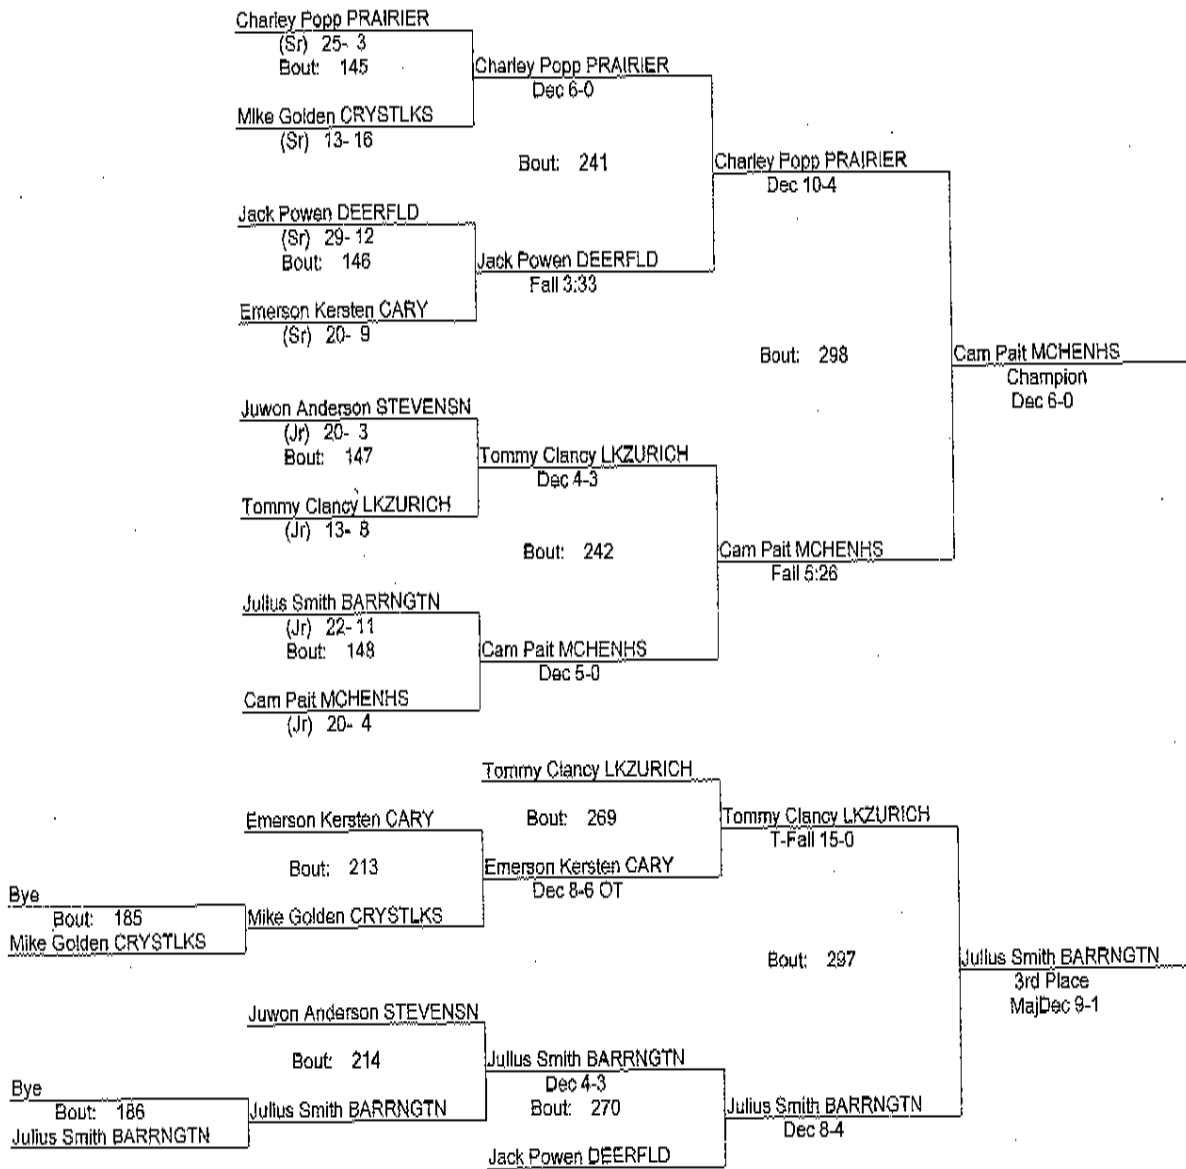 Charley Popp PRAIRIER
(Sr) 25- 3
Bout: 145
Charley Popp PRAIRIER
Dec 6-0
Mike Golden CRYSTLKS
(Sr) 13- 16
Bout: 241
Charley Popp PRAIRIER
Dec 10-4
Jack Powen DEERFLD
(Sr) 29- 12
Bout: 146
Jack Powen DEERFLD
Fall 3:33
Emerson Kersten CARY
(Sr) 20- 9
Bout: 298
Cam Pait MCHENHS
Champion
Dec 6-0
Juwon Anderson STEVENSN
(Jr) 20- 3
Bout: 147
Tommy Clancy LKZURICH
Dec 4-3
Tommy Clancy LKZURICH
(Jr) 13- 8
Bout: 242
Cam Pait MCHENHS
Fall 5:26
Julius Smith BARRNGTN
(Jr) 22- 11
Bout: 148
Cam Pait MCHENHS
Dec 5-0
Cam Pait MCHENHS
(Jr) 20- 4
Tommy Clancy LKZURICH
Emerson Kersten CARY
Bout: 269
Tommy Clancy LKZURICH
T-Fall 15-0
Bout: 213
Emerson Kersten CARY
Dec 8-6 OT
Bye
Bout: 185
Mike Golden CRYSTLKS
Mike Golden CRYSTLKS
Bout: 297
Julius Smith BARRNGTN
3rd Place
MajDec 9-1
Juwon Anderson STEVENSN
Bout: 214
Julius Smith BARRNGTN
Dec 4-3
Bye
Bout: 186
Julius Smith BARRNGTN
Julius Smith BARRNGTN
Bout: 270
Julius Smith BARRNGTN
Dec 8-4
Jack Powen DEERFLD